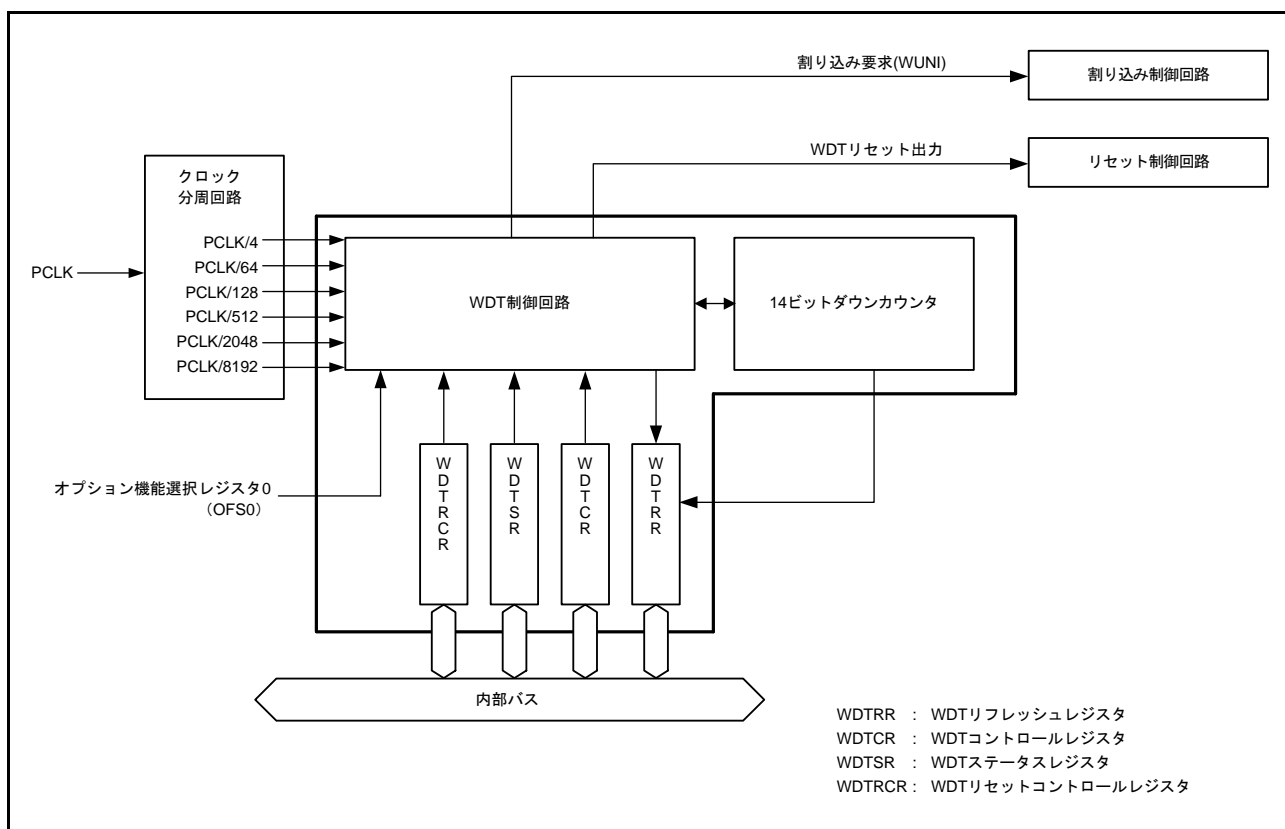 割り込み要求(WUNI)
割り込み制御回路
WDTリセット出力
リセット制御回路
クロック
分周回路
PCLK
PCLK/4
PCLK/64
PCLK/128
PCLK/512
PCLK/2048
PCLK/8192
WDT制御回路
14ビットダウンカウンタ
オプション機能選択レジスタ0
(OFS0)
WDTRCR
WDTSR
WDTCR
WDTRR
内部バス
WDTRR : WDTリフレッシュレジスタ
WDTCR : WDTコントロールレジスタ
WDTSR : WDTステータスレジスタ
WDTRCR : WDTリセットコントロールレジスタ